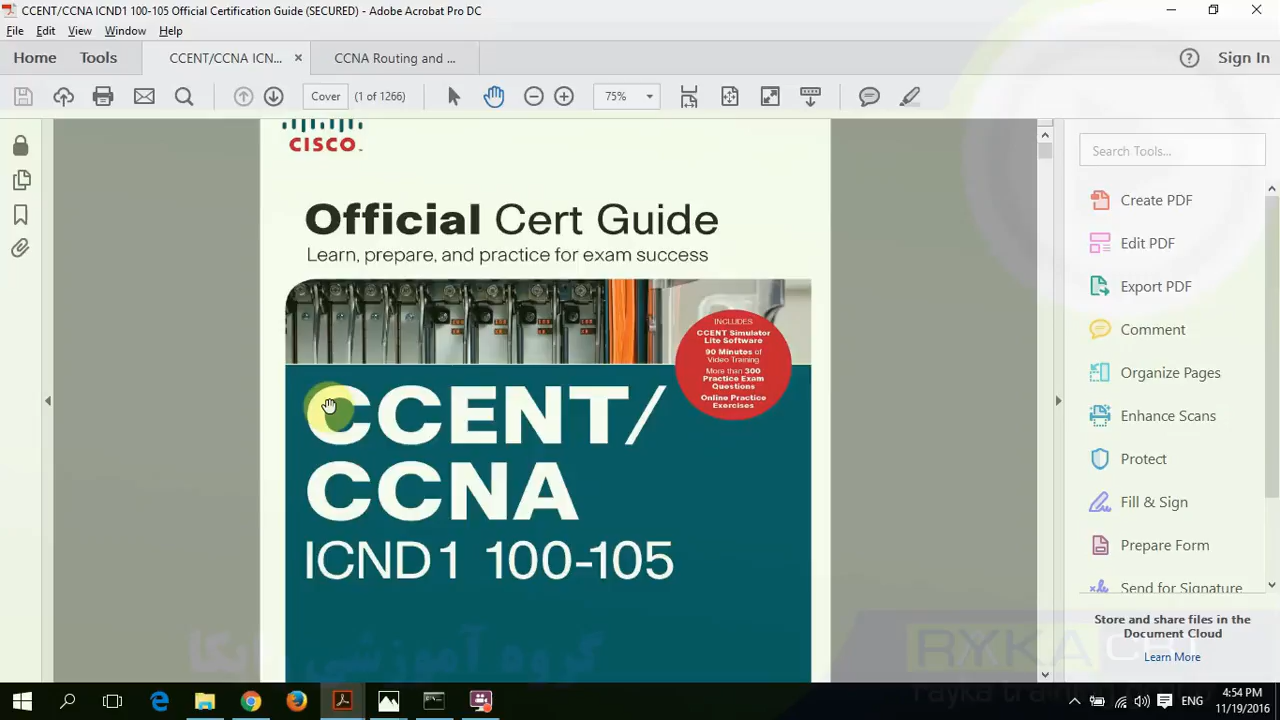 CCENT/CCNA ICND1 100-105 Official Certification Guide (SECURED) - Adobe Acrobat Pro DC
File Edit View Window Help
Home Tools CCENT/CCNA ICN... × CCNA Routing and ... ? Sign In
Cover (1 of 1266) 75%
Search Tools...
CISCO.
Official Cert Guide
Learn, prepare, and practice for exam success
INCLUDES
CCENT Simulator
Lite Software
90 Minutes of
Video Training
More than 300
Practice Exam
Questions
Online Practice
Exercises
CCENT/
CCNA
ICND1 100-105
Create PDF
Edit PDF
Export PDF
Comment
Organize Pages
Enhance Scans
Protect
Fill & Sign
Prepare Form
Send for Signature
Store and share files in the
Document Cloud
Learn More
گروه آموزشی رایکا
RYKA CBT
ENG
4:54 PM
11/19/2016